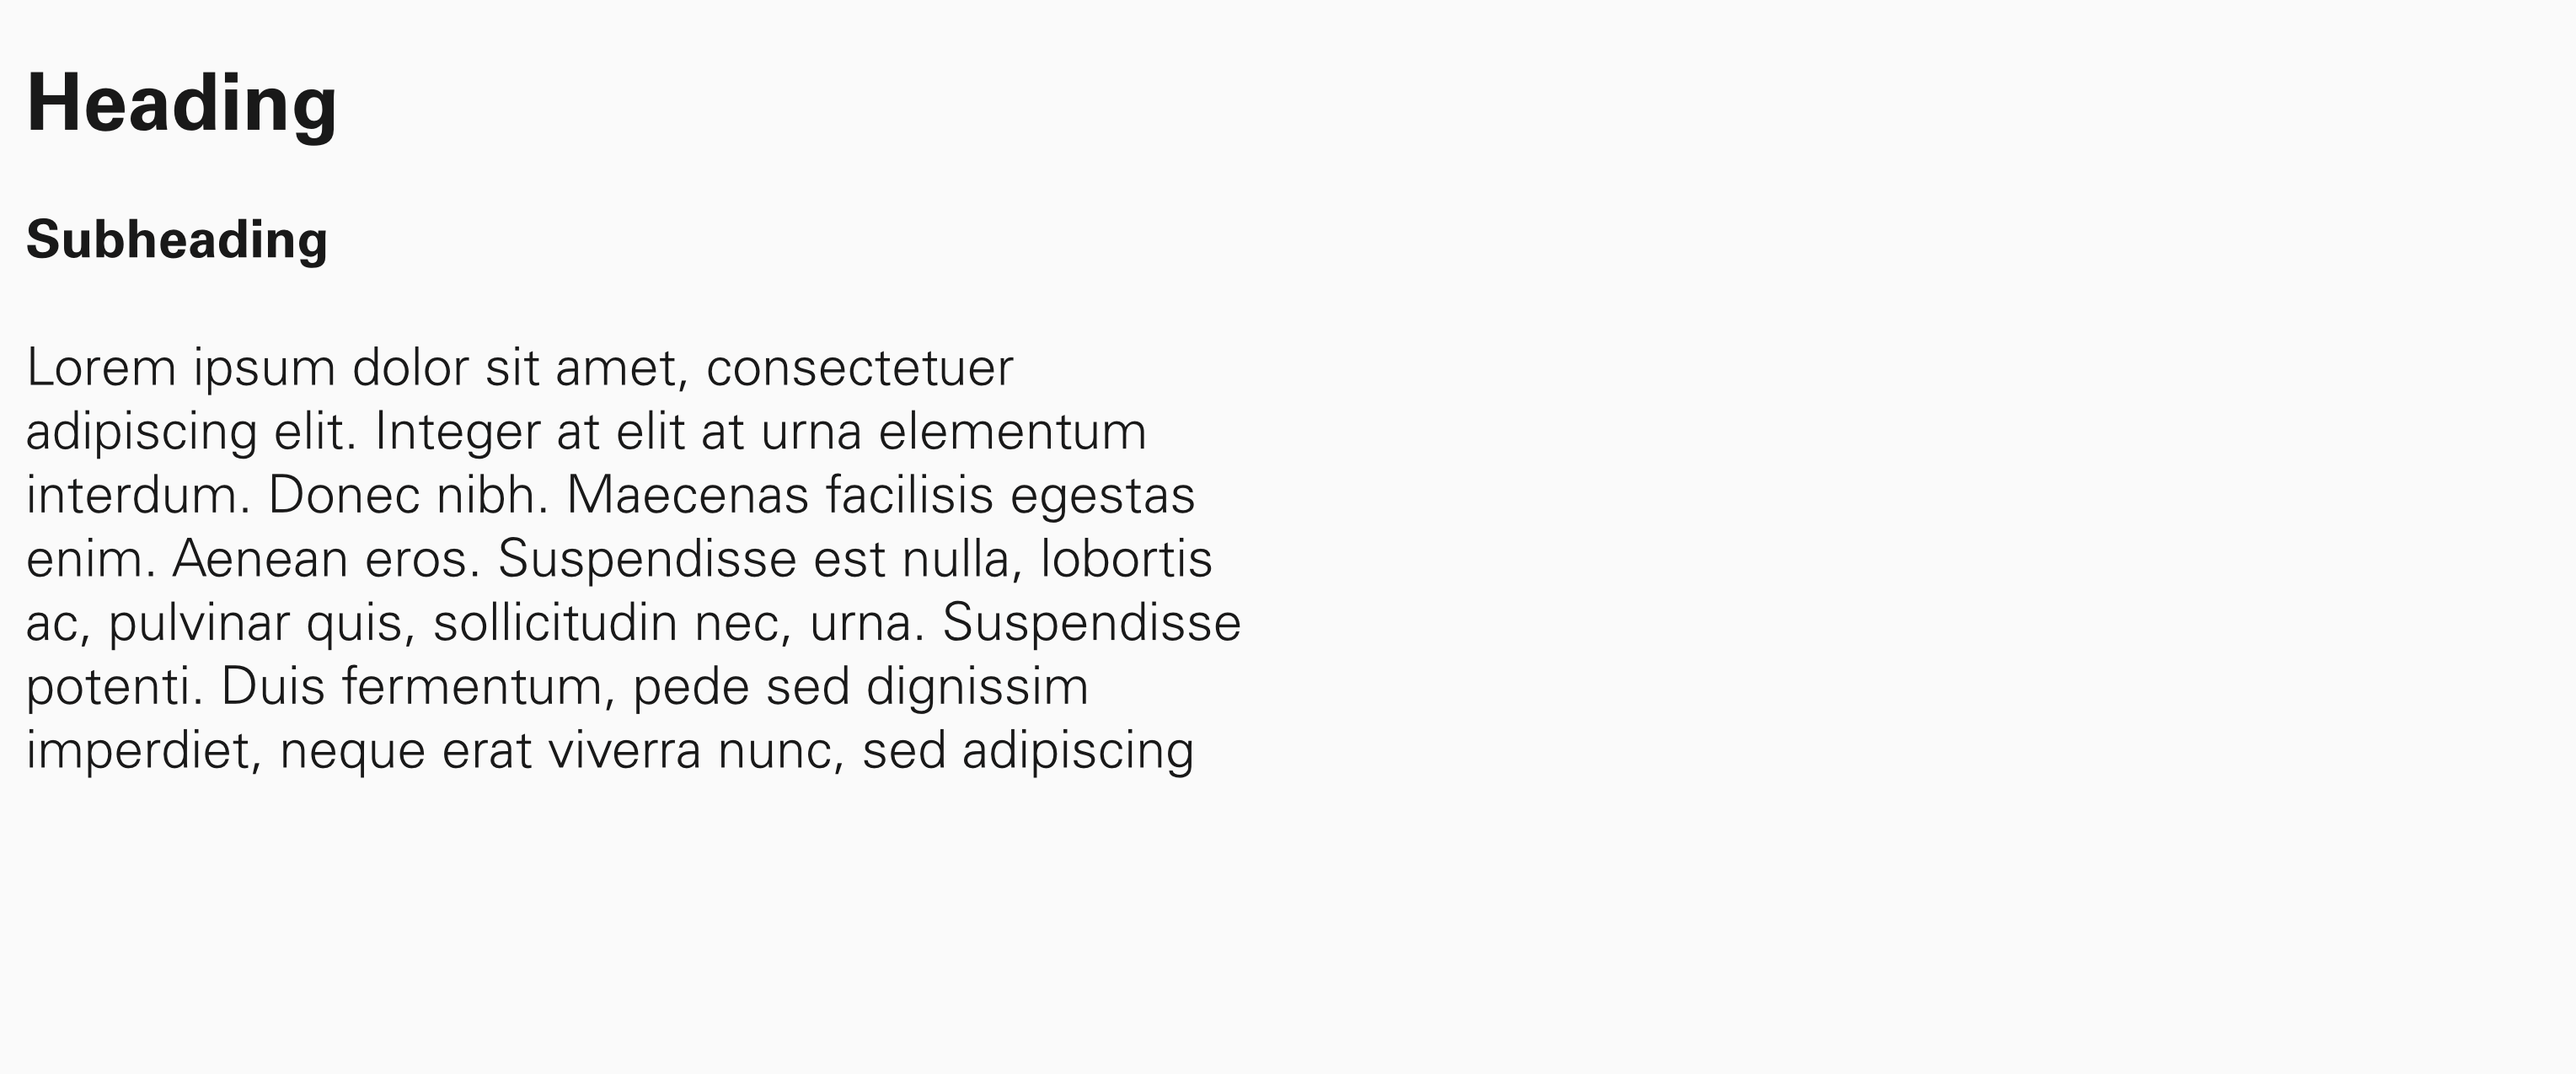 Heading
Subheading
Lorem ipsum dolor sit amet, consectetuer
adipiscing elit. Integer at elit at urna elementum
interdum. Donec nibh. Maecenas facilisis egestas
enim. Aenean eros. Suspendisse est nulla, lobortis
ac, pulvinar quis, sollicitudin nec, urna. Suspendisse
potenti. Duis fermentum, pede sed dignissim
imperdiet, neque erat viverra nunc, sed adipiscing